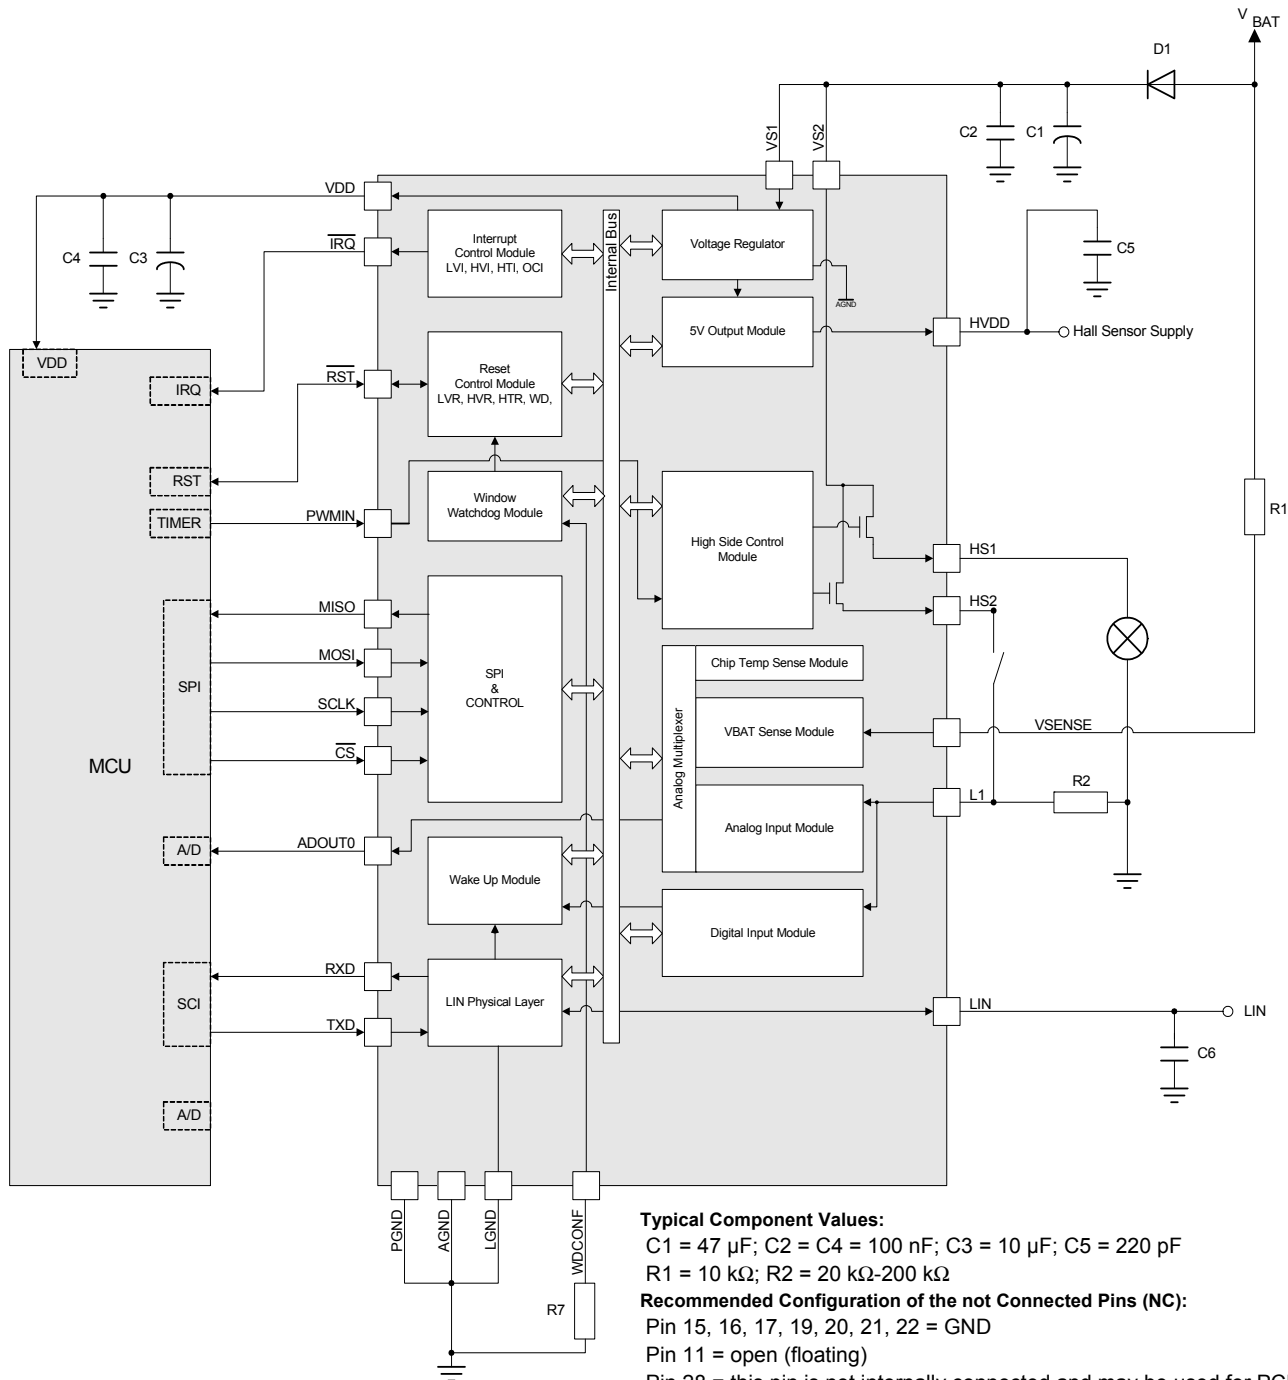 V BAT
D1
C2
C1
VS1
VS2
VDD
IRQ
C4
C3
Interrupt
Control Module
LVI, HVI, HTI, OCI
Internal Bus
Voltage Regulator
AGND
C5
5V Output Module
HVDD
Hall Sensor Supply
VDD
IRQ
RST
Reset
Control Module
LVR, HVR, HTR, WD,
RST
TIMER
PWMIN
Window
Watchdog Module
High Side Control
Module
R1
HS1
HS2
MISO
MOSI
SCLK
CS
SPI
SPI
&
CONTROL
MCU
Analog Multiplexer
Chip Temp Sense Module
VBAT Sense Module
VSENSE
Analog Input Module
L1
R2
A/D
ADOUT0
Wake Up Module
Digital Input Module
SCI
RXD
TXD
LIN Physical Layer
LIN
LIN
C6
A/D
PGND
AGND
LGND
WDCONF
R7
Typical Component Values:
C1 = 47 µF; C2 = C4 = 100 nF; C3 = 10 µF; C5 = 220 pF
R1 = 10 kΩ; R2 = 20 kΩ-200 kΩ
Recommended Configuration of the not Connected Pins (NC):
Pin 15, 16, 17, 19, 20, 21, 22 = GND
Pin 11 = open (floating)